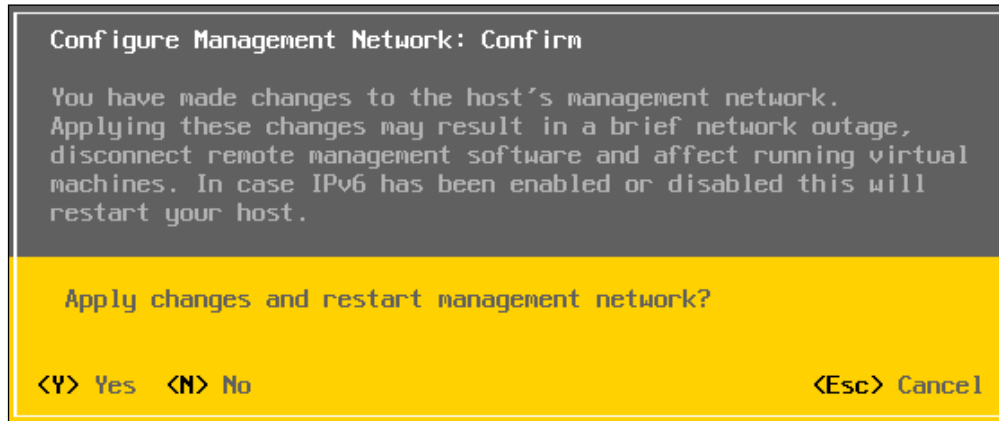 Configure Management Network: Confirm
You have made changes to the host's management network.
Applying these changes may result in a brief network outage,
disconnect remote management software and affect running virtual
machines. In case IPv6 has been enabled or disabled this will
restart your host.
Apply changes and restart management network?
<Y> Yes <N> No <Esc> Cancel